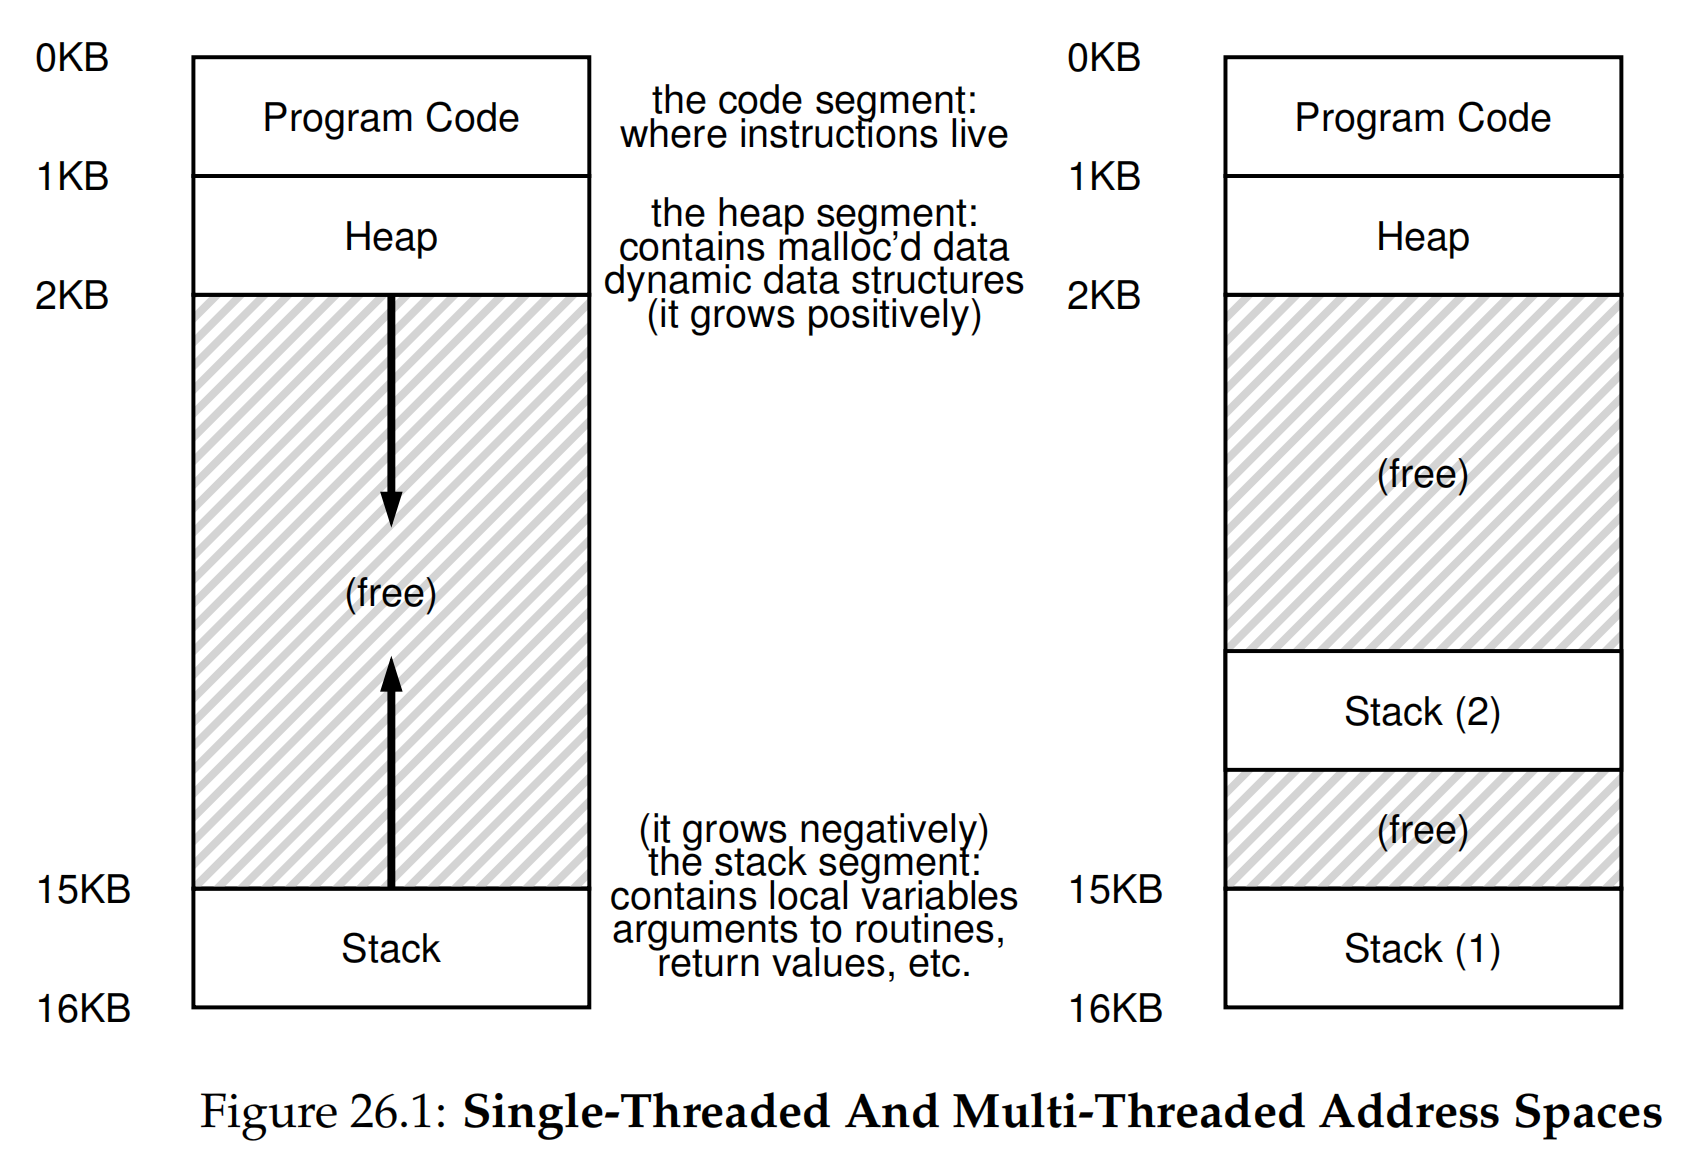 0KB
Program Code
1KB
Heap
2KB
(free)
15KB
Stack
16KB
the code segment:
where instructions live
the heap segment:
contains malloc’d data
dynamic data structures
(it grows positively)
(it grows negatively)
the stack segment:
contains local variables
arguments to routines,
return values, etc.
0KB
Program Code
1KB
Heap
2KB
(free)
Stack (2)
(free)
15KB
Stack (1)
16KB
Figure 26.1: Single-Threaded And Multi-Threaded Address Spaces